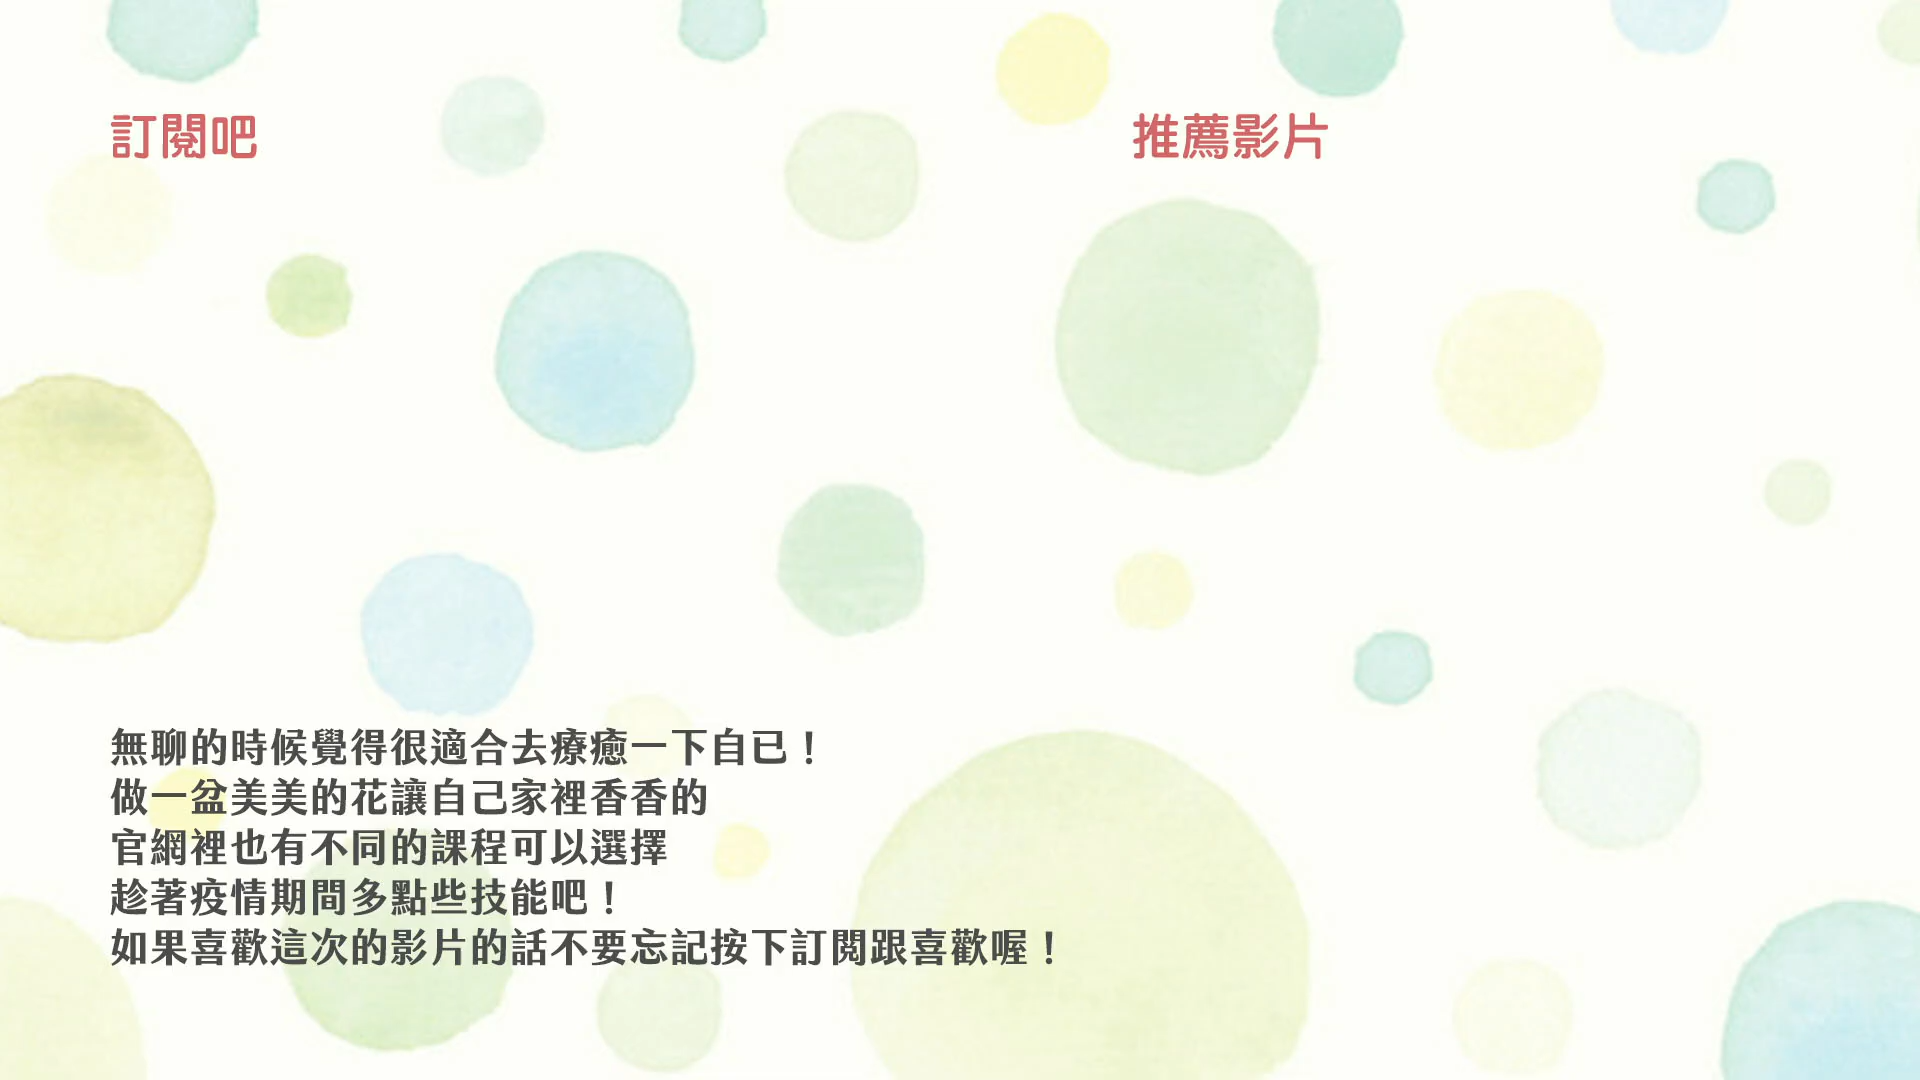 訂閱吧
推薦影片
無聊的時候覺得很適合去療癒一下自已！
做一盆美美的花讓自己家裡香香的
官網裡也有不同的課程可以選擇
趁著疫情期間多點些技能吧！
如果喜歡這次的影片的話不要忘記按下訂閱跟喜歡喔！